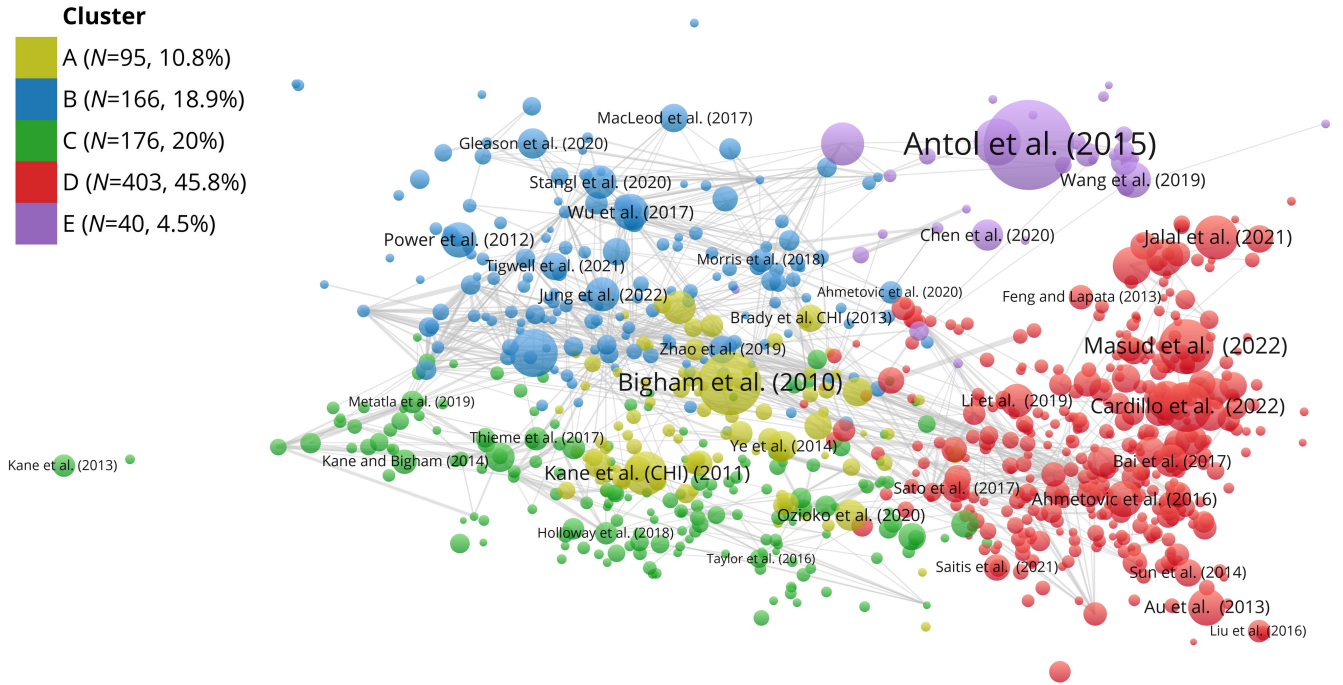 Cluster
A (N=95, 10.8%)
B (N=166, 18.9%)
C (N=176, 20%)
D (N=403, 45.8%)
E (N=40, 4.5%)
MacLeod et al. (2017)
Gleason et al. (2020)
Antol et al. (2015)
Stangl et al. (2020)
Wang et al. (2019)
Wu et al. (2017)
Power et al. (2012)
Chen et al. (2020)
Jalal et al. (2021)
Tigwell et al. (2021)
Morris et al. (2018)
Jung et al. (2022)
Ahmetovic et al. (2020)
Feng and Lapata (2013)
Brady et al. CHI (2013)
Zhao et al. (2019)
Masud et al. (2022)
Bigham et al. (2010)
Metatla et al. (2019)
Li et al. (2019)
Cardillo et al. (2022)
Thieme et al. (2017)
Ye et al. (2014)
Kane et al. (2013)
Kane and Bigham (2014)
Kane et al. (CHI) (2011)
Bai et al. (2017)
Sato et al. (2017)
Ahmetovic et al. (2016)
Ozioko et al. (2020)
Holloway et al. (2018)
Taylor et al. (2016)
Saitis et al. (2021)
Sun et al. (2014)
Au et al. (2013)
Liu et al. (2016)